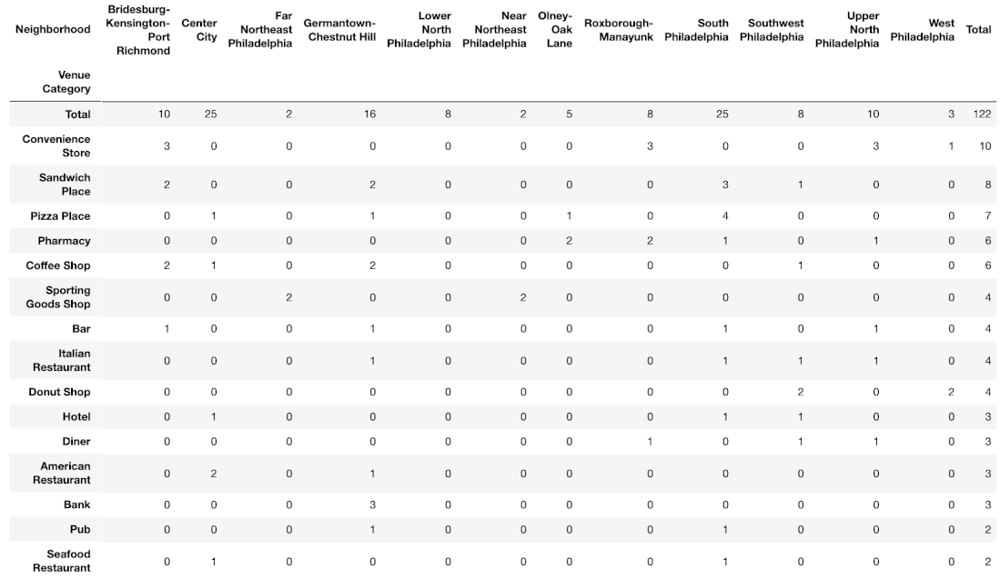 Neighborhood Bridesburg-Kensington-Port Richmond Center City Far Northeast Philadelphia Germantown-Chestnut Hill Lower North Philadelphia Near Northeast Philadelphia Olney-Oak Lane Roxborough-Manayunk South Philadelphia Southwest Philadelphia Upper North Philadelphia West Philadelphia Total
Venue Category
Total 10 25 2 16 8 2 5 8 25 8 10 3 122
Convenience Store 3 0 0 0 0 0 0 3 0 0 3 1 10
Sandwich Place 2 0 0 2 0 0 0 0 3 1 0 0 8
Pizza Place 0 1 0 1 0 0 1 0 4 0 0 0 7
Pharmacy 0 0 0 0 0 0 2 2 1 0 1 0 6
Coffee Shop 2 1 0 2 0 0 0 0 0 1 0 0 6
Sporting Goods Shop 0 0 2 0 0 2 0 0 0 0 0 0 4
Bar 1 0 0 1 0 0 0 0 1 0 1 0 4
Italian Restaurant 0 0 0 1 0 0 0 0 1 1 1 0 4
Donut Shop 0 0 0 0 0 0 0 0 0 2 0 2 4
Hotel 0 1 0 0 0 0 0 0 1 1 0 0 3
Diner 0 0 0 0 0 0 0 1 0 1 1 0 3
American Restaurant 0 2 0 1 0 0 0 0 0 0 0 0 3
Bank 0 0 0 3 0 0 0 0 0 0 0 0 3
Pub 0 0 0 1 0 0 0 0 1 0 0 0 2
Seafood Restaurant 0 1 0 0 0 0 0 0 1 0 0 0 2